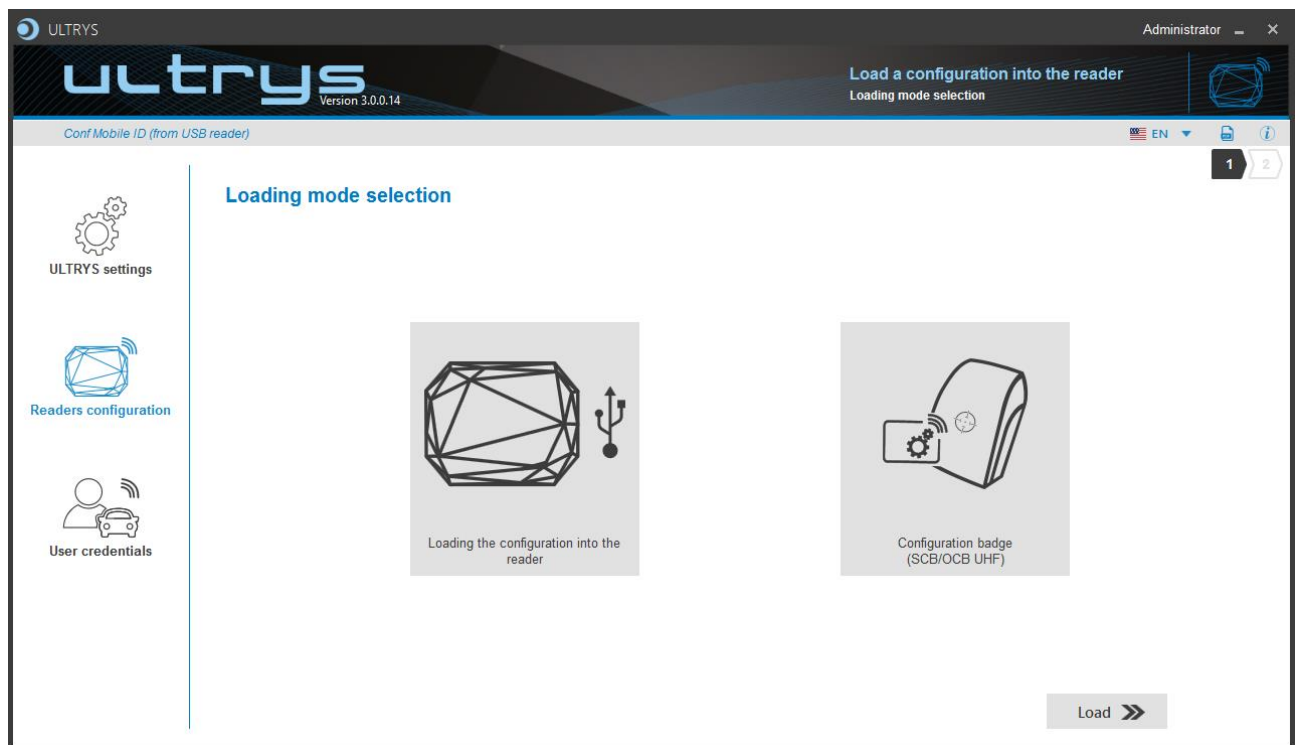 ULTRYS
Administrator
ultrys
Version 3.0.0.14
Load a configuration into the reader
Loading mode selection
Conf Mobile ID (from USB reader)
EN
1
2
Loading mode selection
ULTRYS settings
Readers configuration
User credentials
Loading the configuration into the
reader
Configuration badge
(SCB/OCB UHF)
Load